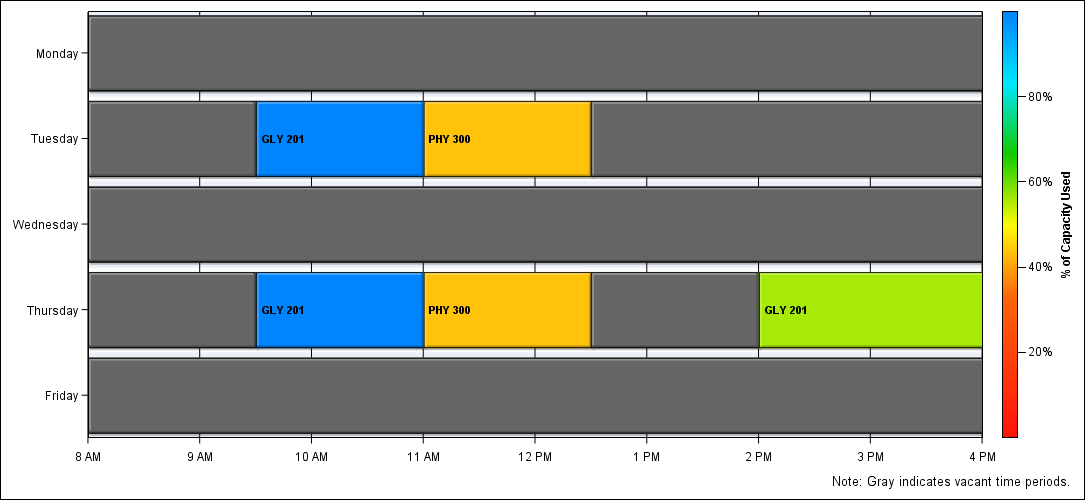 Monday
Tuesday
GLY 201
PHY 300
Wednesday
Thursday
GLY 201
PHY 300
GLY 201
Friday
8 AM
9 AM
10 AM
11 AM
12 PM
1 PM
2 PM
3 PM
4 PM
80%
60%
40%
20%
% of Capacity Used
Note: Gray indicates vacant time periods.